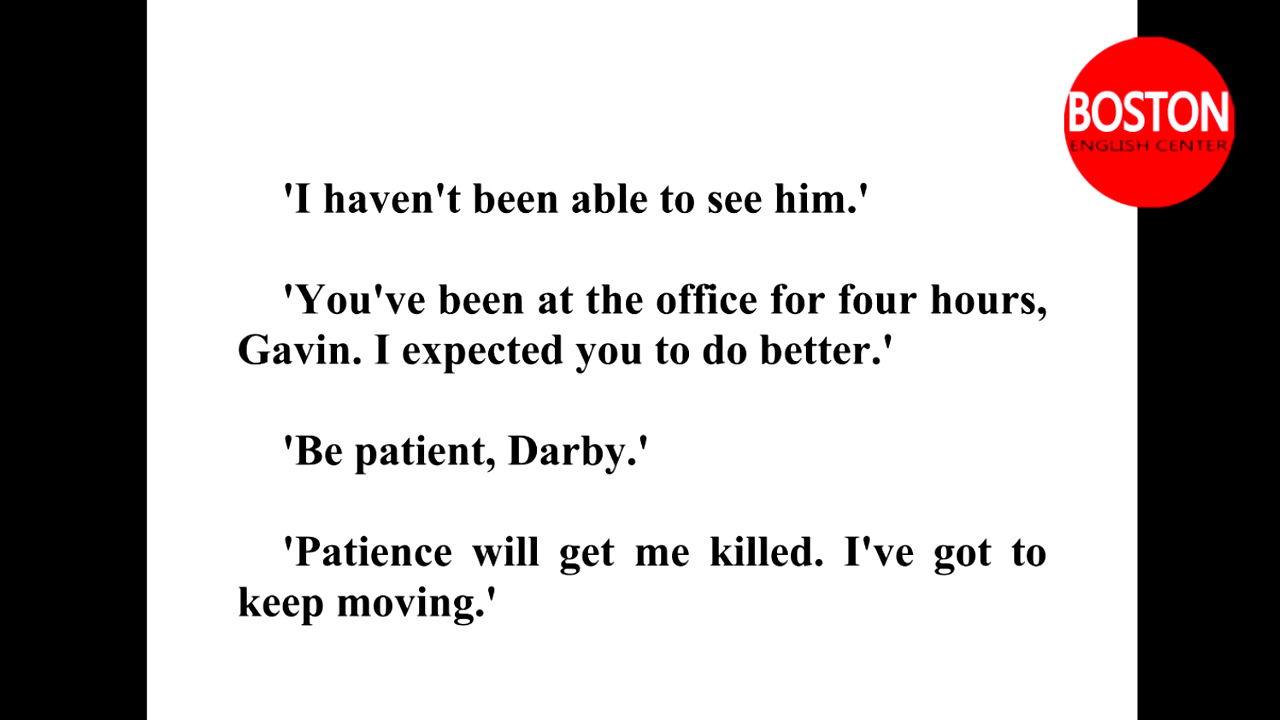 BOSTON
ENGLISH CENTER
'I haven't been able to see him.'
'You've been at the office for four hours,
Gavin. I expected you to do better.'
'Be patient, Darby.'
'Patience will get me killed. I've got to
keep moving.'